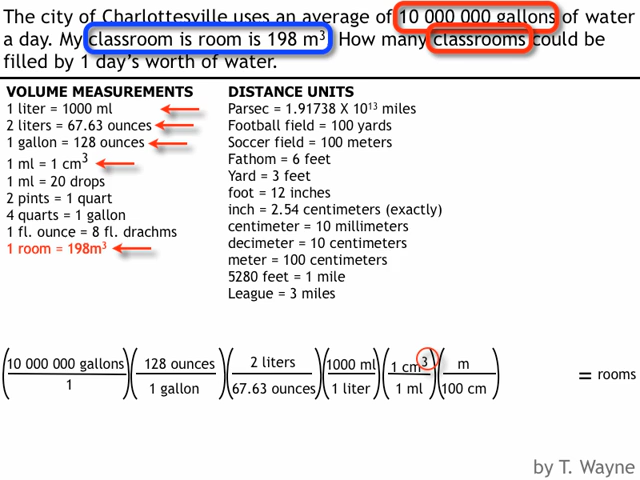 The city of Charlottesville uses an average of 10 000 000 gallons of water
a day. My classroom is room is 198 m³ How many classrooms could be
filled by 1 day's worth of water.
VOLUME MEASUREMENTS
1 liter = 1000 ml
2 liters = 67.63 ounces
1 gallon = 128 ounces
1 ml = 1 cm³
1 ml = 20 drops
2 pints = 1 quart
4 quarts = 1 gallon
1 fl. ounce = 8 fl. drachms
1 room = 198m³
DISTANCE UNITS
Parsec = 1.91738 X 10¹³ miles
Football field = 100 yards
Soccer field = 100 meters
Fathom = 6 feet
Yard = 3 feet
foot = 12 inches
inch = 2.54 centimeters (exactly)
centimeter = 10 millimeters
decimeter = 10 centimeters
meter = 100 centimeters
5280 feet = 1 mile
League = 3 miles
(10 000 000 gallons / 1) (128 ounces / 1 gallon) (2 liters / 67.63 ounces) (1000 ml / 1 liter) (1 cm³ / 1 ml) (m / 100 cm) = rooms
by T. Wayne